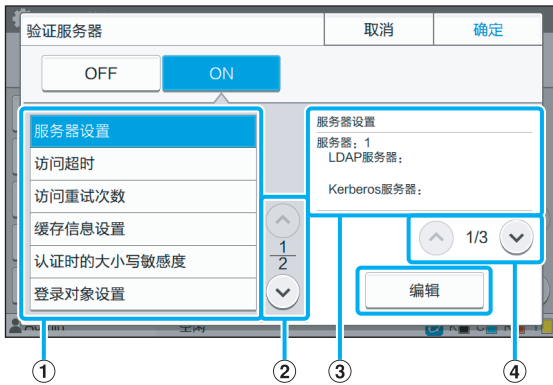 验证服务器
取消
确定
OFF
ON
服务器设置
访问超时
访问重试次数
缓存信息设置
认证时的大小写敏感度
登录对象设置
1
2
服务器设置
服务器：1
LDAP服务器：
Kerberos服务器：
1/3
编辑
Admin
空闲
K
C
① ② ③ ④